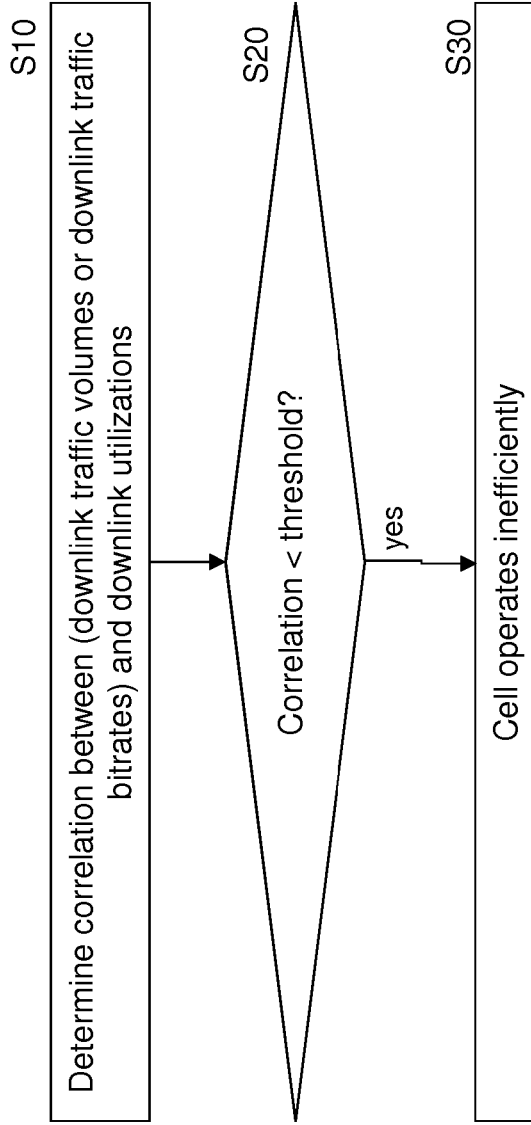 S10
Determine correlation between (downlink traffic volumes or downlink traffic
bitrates) and downlink utilizations
S20
Correlation < threshold?
yes
S30
Cell operates inefficiently